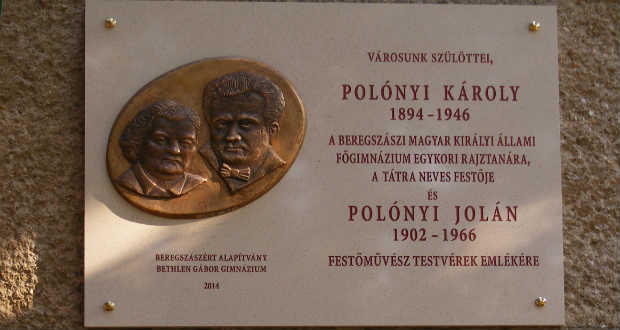 VÁROSUNK SZÜLÖTTEI,
POLÓNYI KÁROLY
1894 - 1946
A BEREGSZÁSZI MAGYAR KIRÁLYI ÁLLAMI
FŐGIMNÁZIUM EGYKORI RAJZTANÁRA,
A TÁTRA NEVES FESTŐJE
ÉS
POLÓNYI JOLÁN
1902 - 1966
FESTŐMŰVÉSZ TESTVÉREK EMLÉKÉRE
BEREGSZÁSZÉRT ALAPÍTVÁNY
BETHLEN GÁBOR GIMNÁZIUM
2014